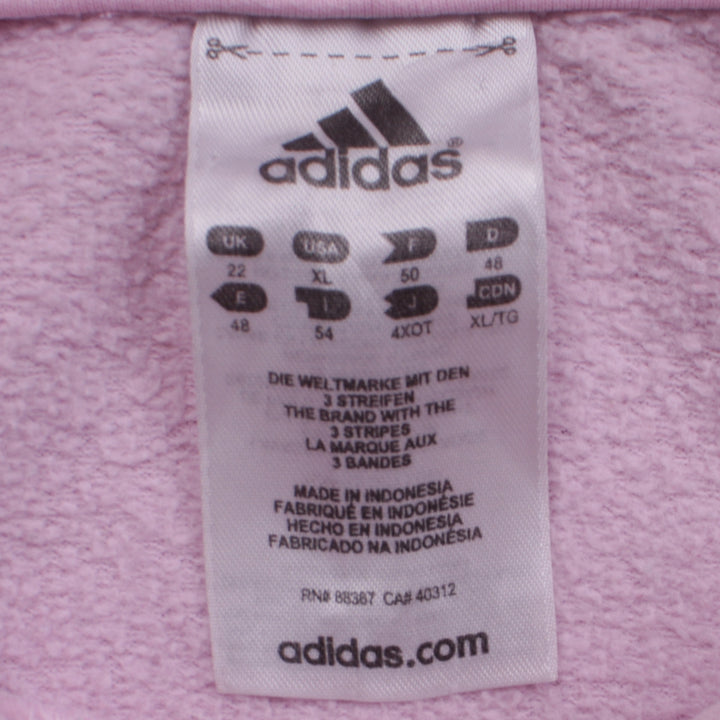 adidas®
UK USA F D
22 XL 50 48
E I J CDN
48 54 4XOT XL/TG
DIE WELTMARKE MIT DEN
3 STREIFEN
THE BRAND WITH THE
3 STRIPES
LA MARQUE AUX
3 BANDES
MADE IN INDONESIA
FABRIQUÉ EN INDONÉSIE
HECHO EN INDONESIA
FABRICADO NA INDONÉSIA
RN# 88387 CA# 40312
adidas.com